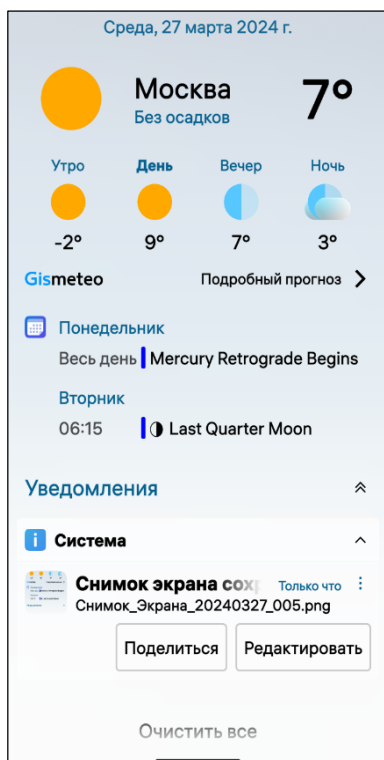 Среда, 27 марта 2024 г.
Москва
Без осадков
7°
Утро День Вечер Ночь
-2° 9° 7° 3°
Gismeteo Подробный прогноз
Понедельник
Весь день Mercury Retrograde Begins
Вторник
06:15 Last Quarter Moon
Уведомления
Система
Снимок экрана сохр Только что
Снимок_Экрана_20240327_005.png
Поделиться Редактировать
Очистить все